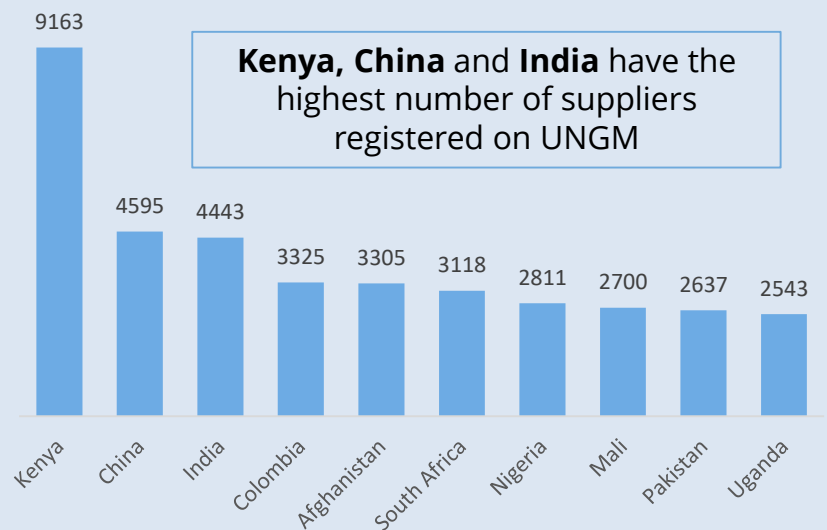 9163
Kenya, China and India have the
highest number of suppliers
registered on UNGM
4595
4443
3325
3305
3118
2811
2700
2637
2543
Kenya
China
India
Colombia
Afghanistan
South Africa
Nigeria
Mali
Pakistan
Uganda